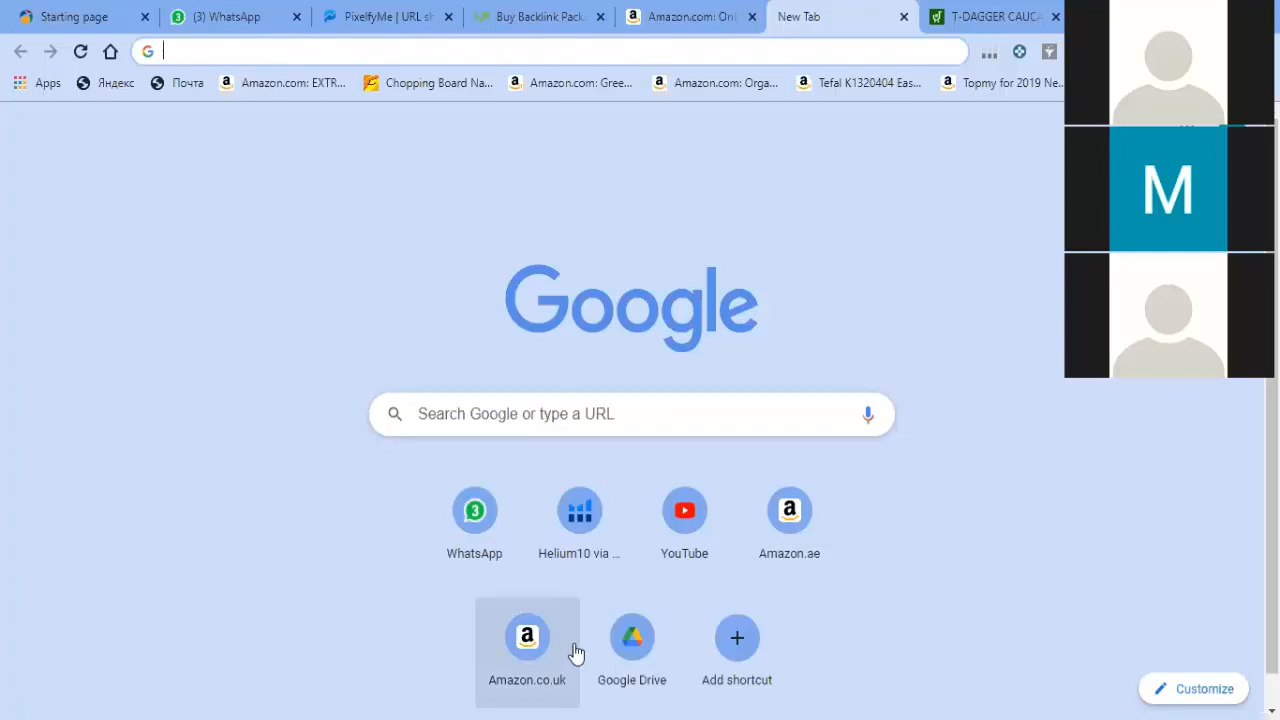 Starting page
(3) WhatsApp
PixelfyMe | URL sh
Buy Backlink Pack
Amazon.com: Onl
New Tab
T-DAGGER CAUC
Apps
Яндекс
Почта
Amazon.com: EXTR...
Chopping Board Na...
Amazon.com: Gree...
Amazon.com: Orga...
Tefal K1320404 Eas...
Topmy for 2019 Ne
M
Google
Search Google or type a URL
WhatsApp
Helium10 via ...
YouTube
Amazon.ae
Amazon.co.uk
Google Drive
Add shortcut
Customize